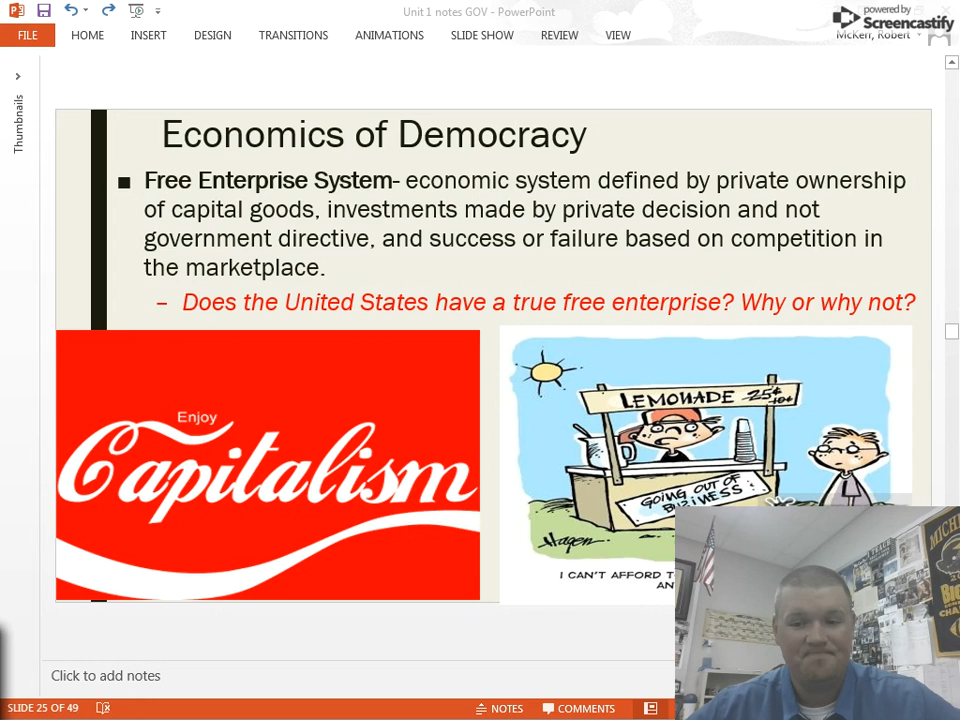 Unit 1 notes GOV - PowerPoint
powered by
Screencastify
FILE HOME INSERT DESIGN TRANSITIONS ANIMATIONS SLIDE SHOW REVIEW VIEW
McKerr, Robert
Thumbnails
Economics of Democracy
■ Free Enterprise System- economic system defined by private ownership
of capital goods, investments made by private decision and not
government directive, and success or failure based on competition in
the marketplace.
– Does the United States have a true free enterprise? Why or why not?
Enjoy
Capitalism
LEMONADE 25¢
10¢
GOING OUT OF
BUSINESS!
Hagen
I CAN'T AFFORD T
AN
MICHI
Click to add notes
SLIDE 25 OF 49 NOTES COMMENTS